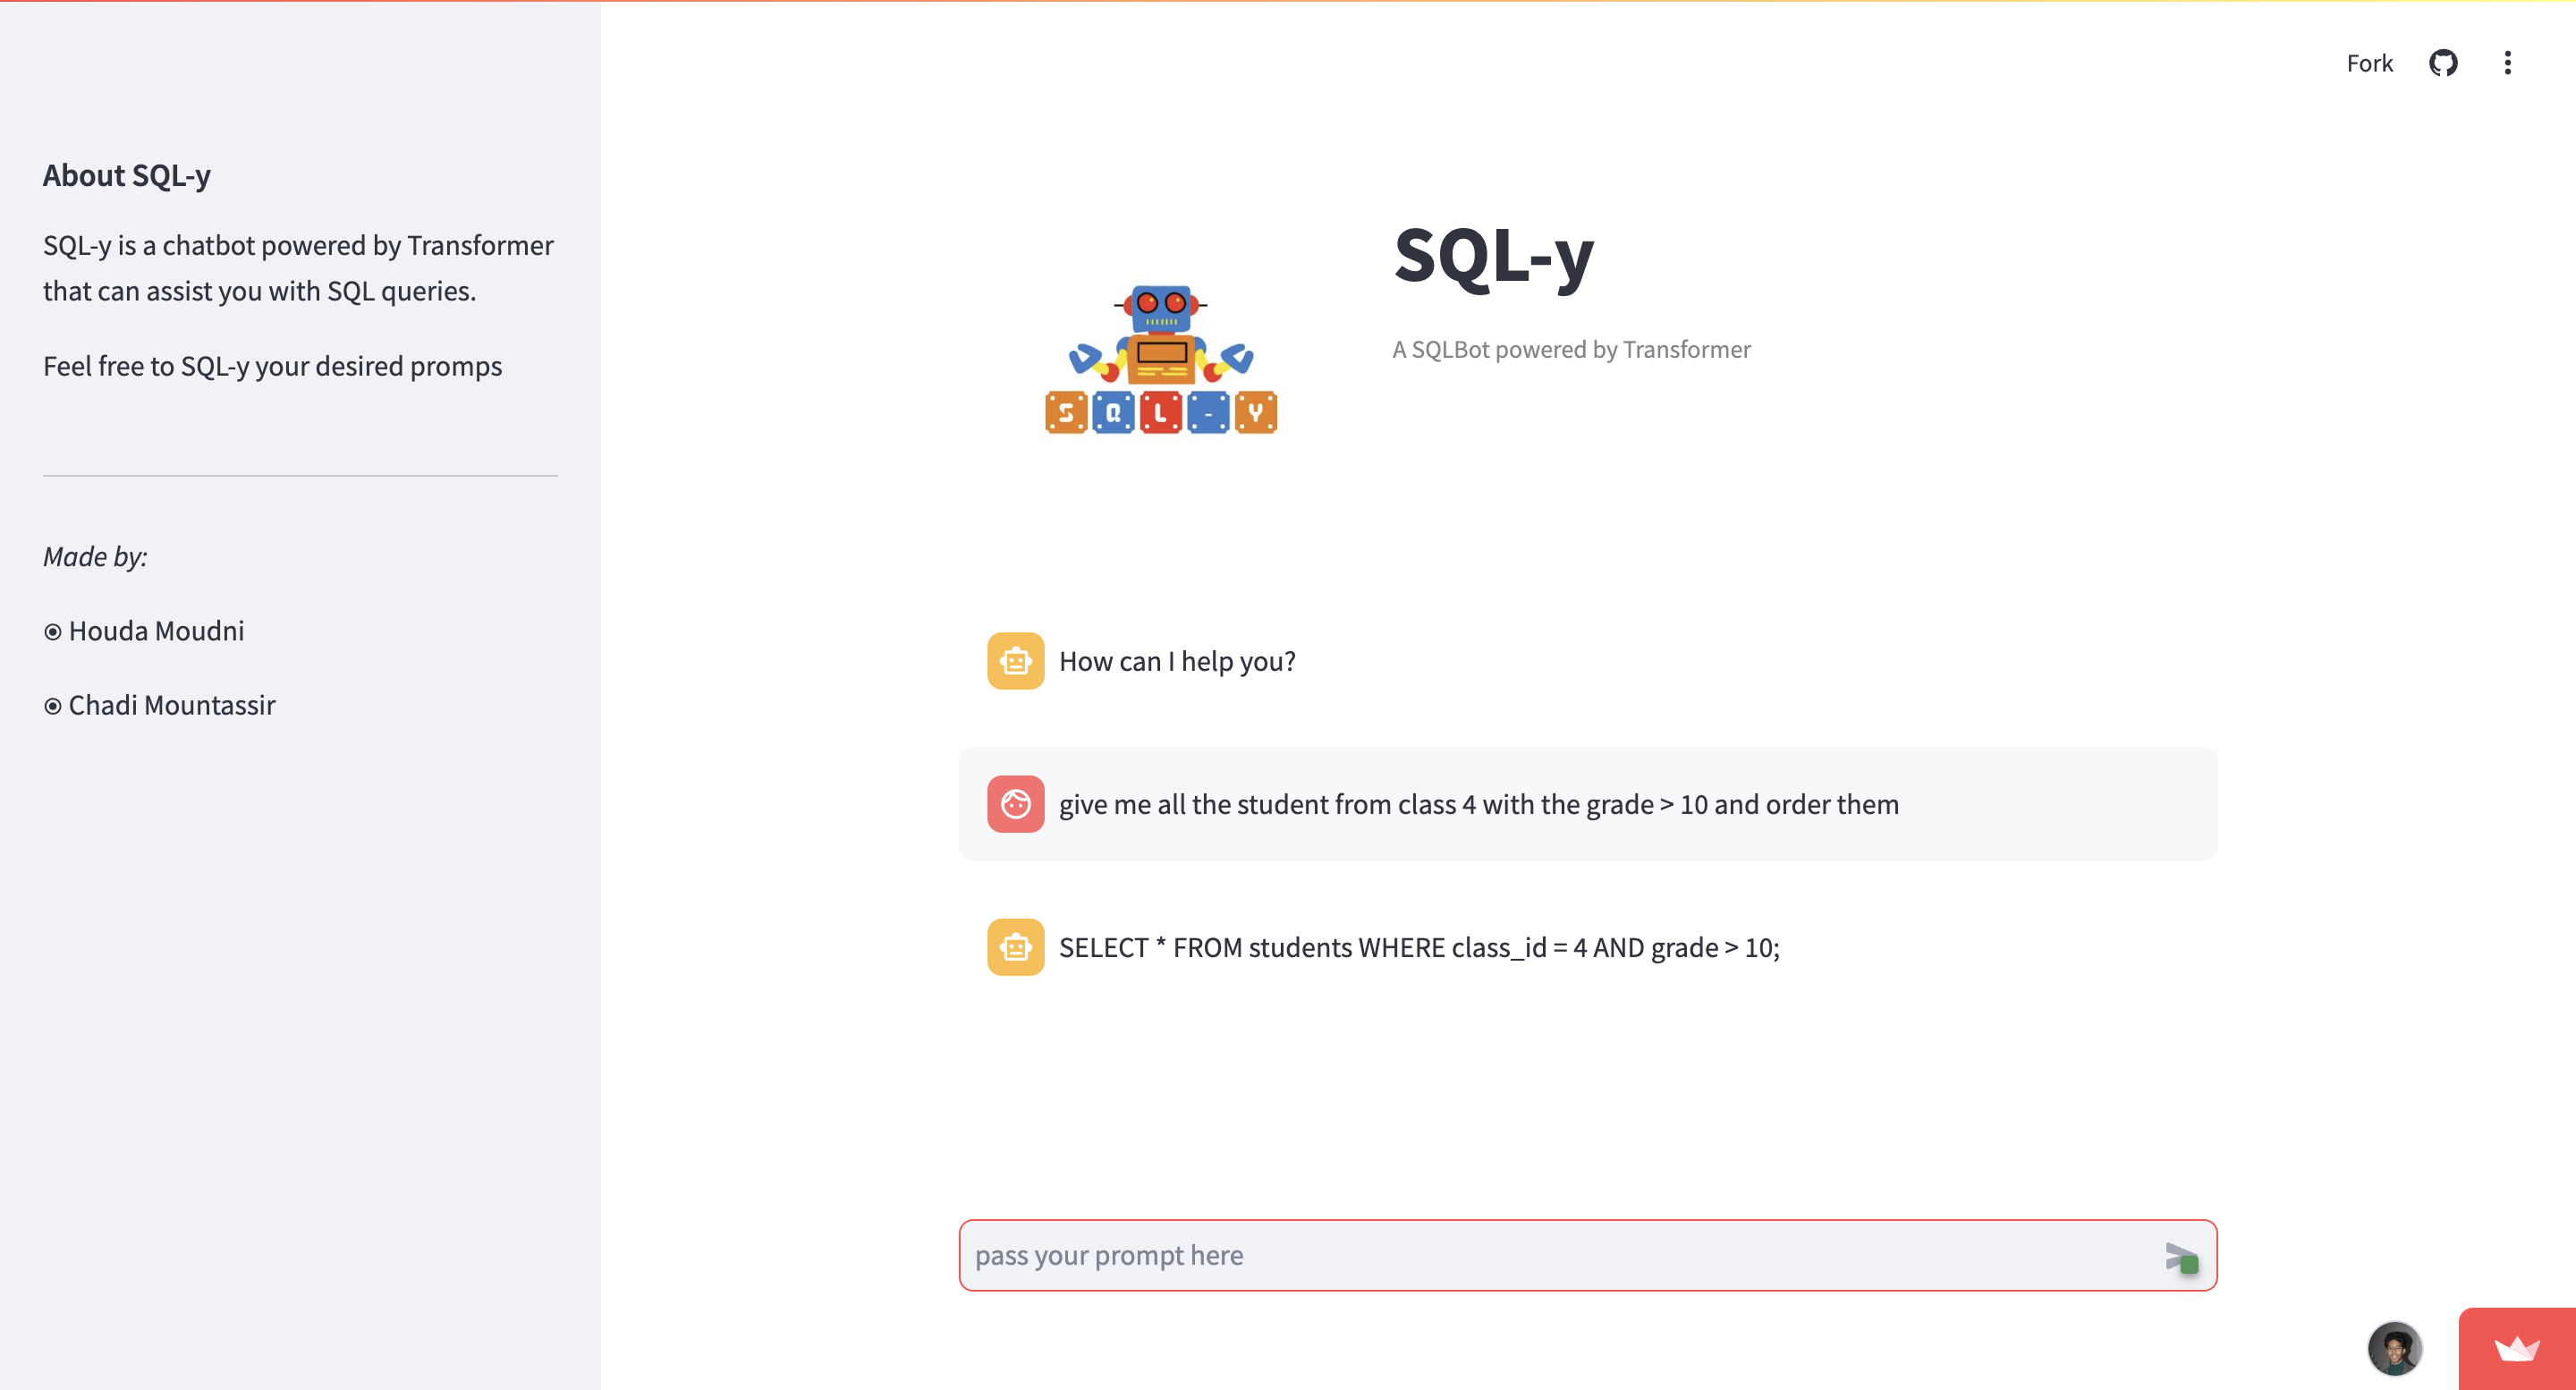 Fork
About SQL-y
SQL-y is a chatbot powered by Transformer
that can assist you with SQL queries.
Feel free to SQL-y your desired promps
Made by:
Houda Moudni
Chadi Mountassir
SQL-y
A SQLBot powered by Transformer
S Q L - Y
How can I help you?
give me all the student from class 4 with the grade > 10 and order them
SELECT * FROM students WHERE class_id = 4 AND grade > 10;
pass your prompt here